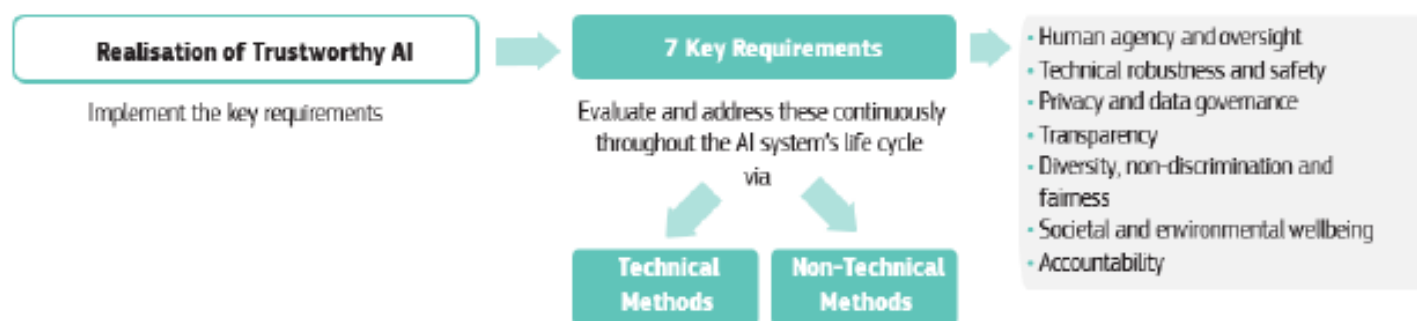 Realisation of Trustworthy AI
Implement the key requirements
7 Key Requirements
Evaluate and address these continuously
throughout the AI system's life cycle
via
Technical
Methods
Non-Technical
Methods
• Human agency and oversight
• Technical robustness and safety
• Privacy and data governance
• Transparency
• Diversity, non-discrimination and
fairness
• Societal and environmental wellbeing
• Accountability